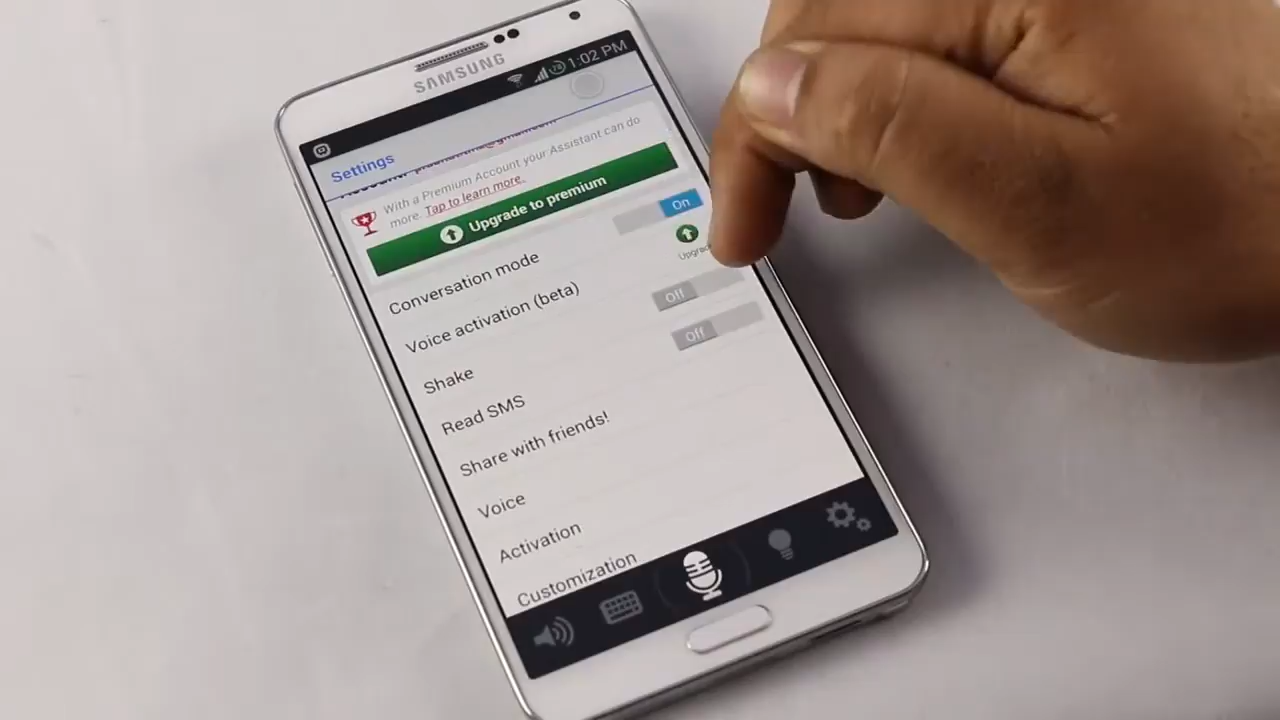 SAMSUNG
1:02 PM
Settings
With a Premium Account your Assistant can do
more. Tap to learn more.
Upgrade to premium
Conversation mode
On
Voice activation (beta)
Shake
Off
Read SMS
Off
Share with friends!
Voice
Activation
Customization